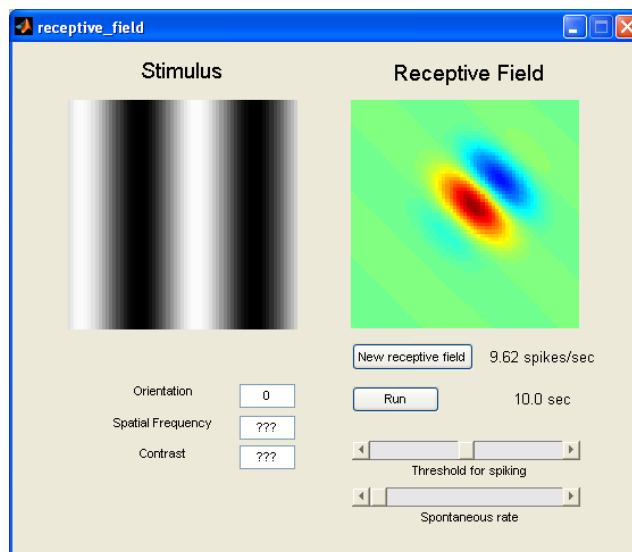 receptive_field
Stimulus
Receptive Field
New receptive field
9.62 spikes/sec
Run
10.0 sec
Orientation
0
Spatial Frequency
???
Contrast
???
Threshold for spiking
Spontaneous rate